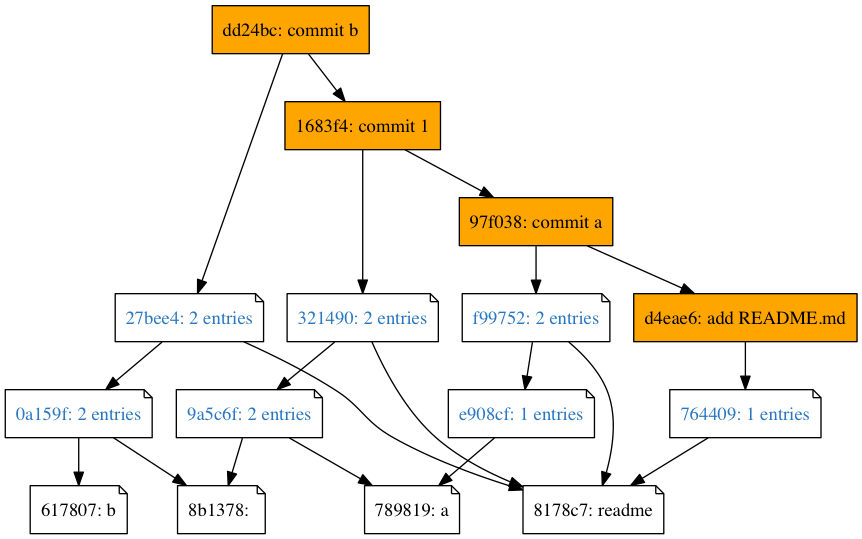 dd24bc: commit b
1683f4: commit 1
97f038: commit a
27bee4: 2 entries
321490: 2 entries
f99752: 2 entries
d4eae6: add README.md
0a159f: 2 entries
9a5c6f: 2 entries
e908cf: 1 entries
764409: 1 entries
617807: b
8b1378:
789819: a
8178c7: readme